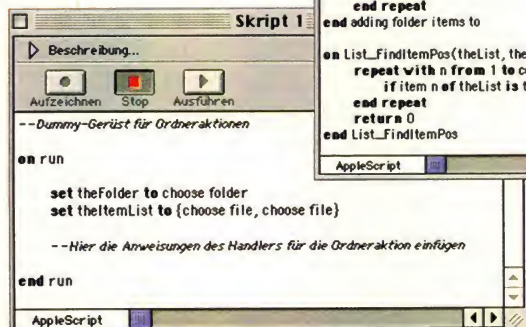 end repeat
end adding folder items to
on List_FindItemPos(theList, the
repeat with n from 1 to
if item n of theList is
end repeat
return 0
end List_FindItemPos
AppleScript
Skript 1
Beschreibung...
Aufzeichnen Stop Ausführen
--Dummy-Gerüst für Ordneraktionen
on run
set theFolder to choose folder
set theItemList to {choose file, choose file}
--Hier die Anweisungen des Handlers für die Ordneraktion einfügen
end run
AppleScript